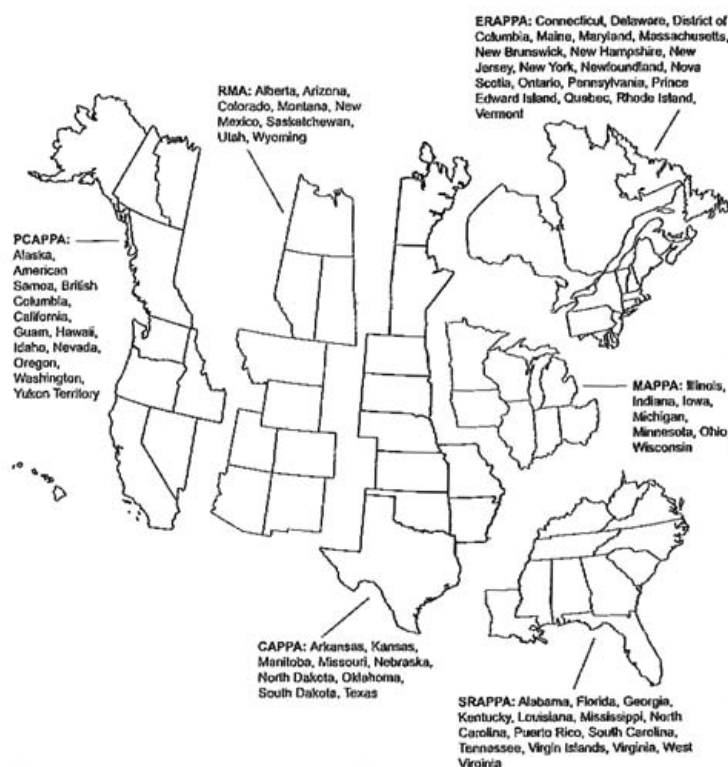 ERAPPA: Connecticut, Delaware, District of
Columbia, Maine, Maryland, Massachusetts,
New Brunswick, New Hampshire, New
Jersey, New York, Newfoundland, Nova
Scotia, Ontario, Pennsylvania, Prince
Edward Island, Quebec, Rhode Island,
Vermont
RMA: Alberta, Arizona,
Colorado, Montana, New
Mexico, Saskatchewan,
Utah, Wyoming
PCAPPA:
Alaska,
American
Samoa, British
Columbia,
California,
Guam, Hawaii,
Idaho, Nevada,
Oregon,
Washington,
Yukon Territory
MAPPA: Illinois,
Indiana, Iowa,
Michigan,
Minnesota, Ohio
Wisconsin
CAPPA: Arkansas, Kansas,
Manitoba, Missouri, Nebraska,
North Dakota, Oklahoma,
South Dakota, Texas
SRAPPA: Alabama, Florida, Georgia,
Kentucky, Louisiana, Mississippi, North
Carolina, Puerto Rico, South Carolina,
Tennessee, Virgin Islands, Virginia, West
Virginia